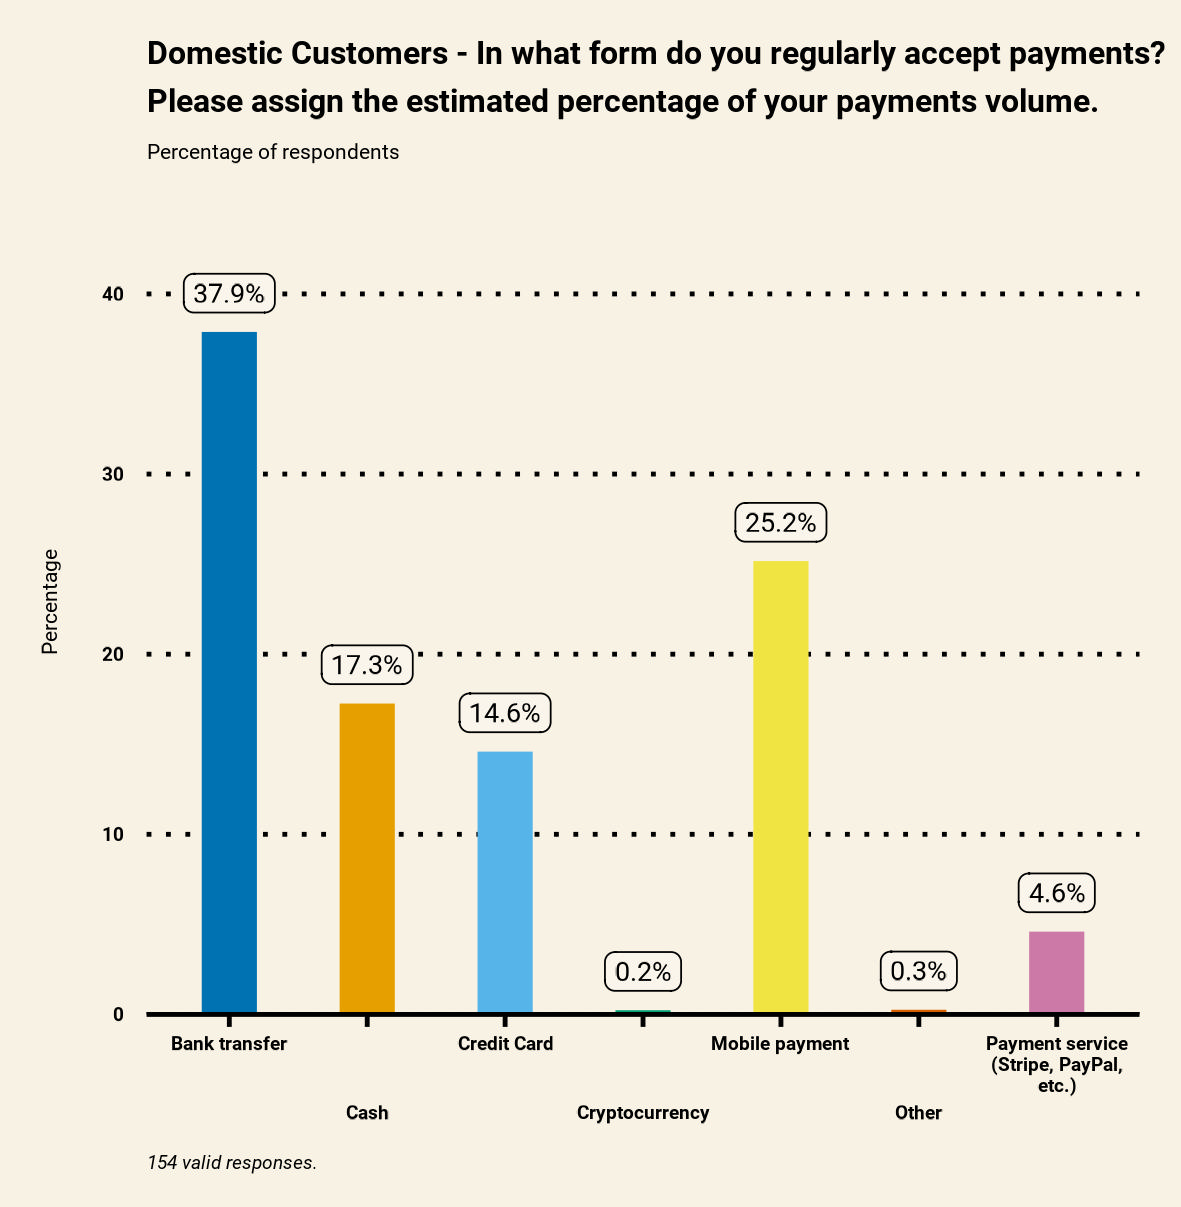 Domestic Customers - In what form do you regularly accept payments?
Please assign the estimated percentage of your payments volume.
Percentage of respondents
40
30
20
10
0
Percentage
37.9%
17.3%
14.6%
0.2%
25.2%
0.3%
4.6%
Bank transfer
Cash
Credit Card
Cryptocurrency
Mobile payment
Other
Payment service
(Stripe, PayPal,
etc.)
154 valid responses.